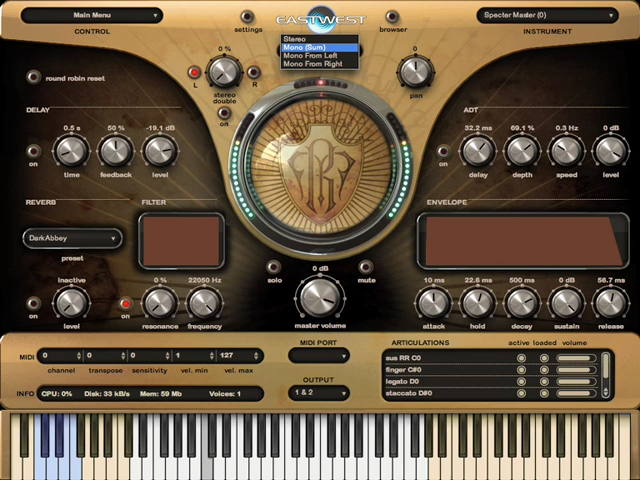 Main Menu
CONTROL
settings
EASTWEST
browser
Specter Master (0)
INSTRUMENT
Stereo
Mono (Sum)
Mono From Left
Mono From Right
0 %
L
R
stereo
double
on
0
pan
round robin reset
DELAY
0.5 s
50 %
-19.1 dB
on
time
feedback
level
ADT
32.2 ms
69.1 %
0.3 Hz
0 dB
on
delay
depth
speed
level
REVERB
DarkAbbey
preset
inactive
on
level
FILTER
0 %
22050 Hz
on
resonance
frequency
solo
0 dB
mute
master volume
ENVELOPE
10 ms
22.6 ms
500 ms
0 dB
56.7 ms
attack
hold
decay
sustain
release
MIDI
0
0
0
1
127
channel
transpose
sensitivity
vel. min
vel. max
INFO
CPU: 0%
Disk: 33 kB/s
Mem: 59 Mb
Voices: 1
MIDI PORT
OUTPUT
1 & 2
ARTICULATIONS
active
loaded
volume
sus RR C0
finger C#0
legato D0
staccato D#0